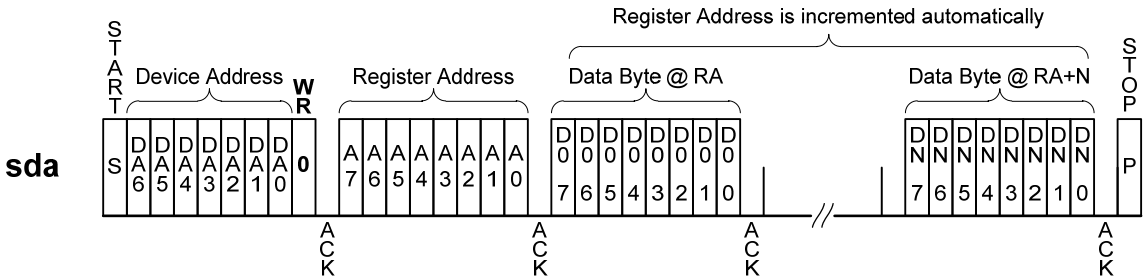 Register Address is incremented automatically
START
Device Address
WR
Register Address
Data Byte @ RA
Data Byte @ RA+N
STOP
sda
S
DA6 DA5 DA4 DA3 DA2 DA1 DA0 0
A7 A6 A5 A4 A3 A2 A1 A0
D07 D06 D05 D04 D03 D02 D01 D00
//
DN7 DN6 DN5 DN4 DN3 DN2 DN1 DN0
P
ACK
ACK
ACK
ACK